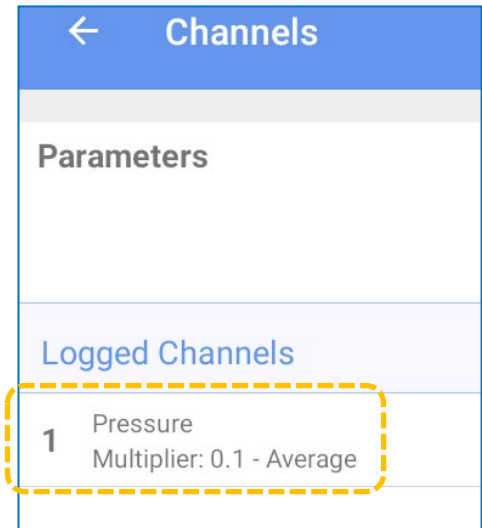 Channels
Parameters
Logged Channels
1
Pressure
Multiplier: 0.1 - Average